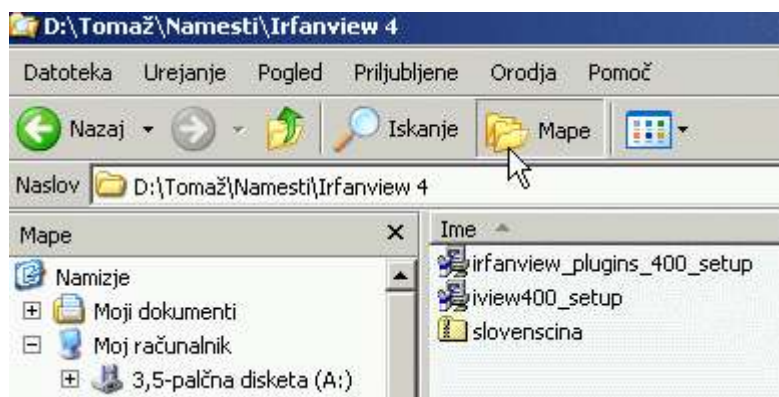 D:\Tomaž\Namesti\Irfanview 4
Datoteka Urejanje Pogled Priljubljene Orodja Pomoč
Nazaj Iskanje Mape
Naslov D:\Tomaž\Namesti\Irfanview 4
Mape
Namizje
Moji dokumenti
Moj računalnik
3,5-palčna disketa (A:)
Ime
irfanview_plugins_400_setup
iview400_setup
slovenscina